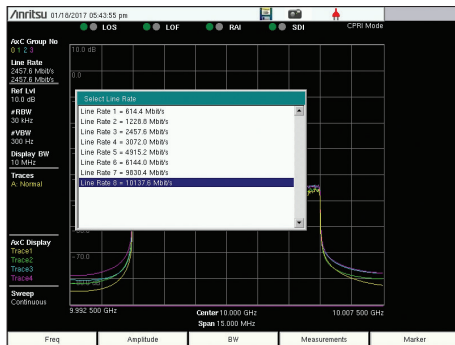 Anritsu 01/18/2017 05:43:55 pm
LOS LOF RAI SDI CPRI Mode
AxC Group No
0 1 2 3
Line Rate
2457.6 Mbit/s
2457.6 Mbit/s
Ref Lvl
10.0 dB
#RBW
30 kHz
#VBW
300 Hz
Display BW
10 MHz
Traces
A: Normal
AxC Display
Trace1
Trace2
Trace3
Trace4
Sweep
Continuous
10.0 dB
0.0
Select Line Rate
Line Rate 1 = 614.4 Mbit/s
Line Rate 2 = 1228.8 Mbit/s
Line Rate 3 = 2457.6 Mbit/s
Line Rate 4 = 3072.0 Mbit/s
Line Rate 5 = 4915.2 Mbit/s
Line Rate 6 = 6144.0 Mbit/s
Line Rate 7 = 9830.4 Mbit/s
Line Rate 8 = 10137.6 Mbit/s
-70.0
9.992 500 GHz
Center 10.000 GHz
10.007 500 GHz
Span 15.000 MHz
Freq Amplitude BW Measurements Marker